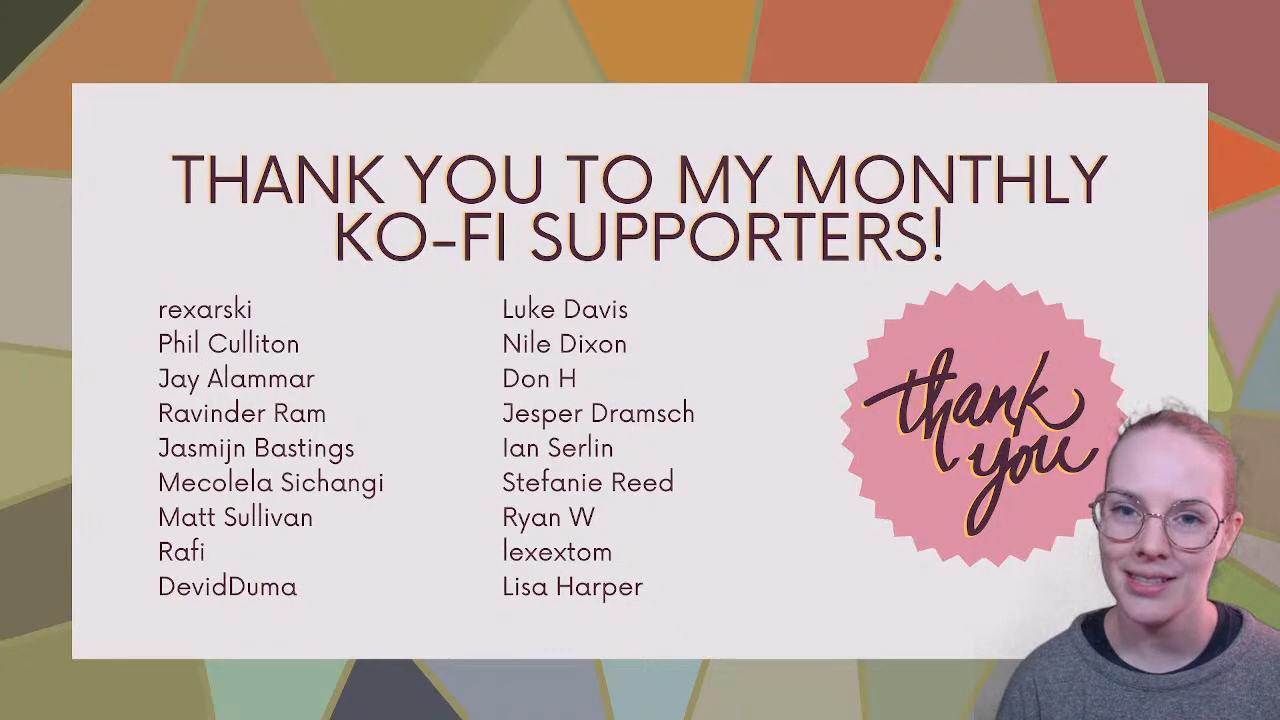 THANK YOU TO MY MONTHLY
KO-FI SUPPORTERS!
rexarski
Phil Culliton
Jay Alammar
Ravinder Ram
Jasmijn Bastings
Mecolela Sichangi
Matt Sullivan
Rafi
DevidDuma
Luke Davis
Nile Dixon
Don H
Jesper Dramsch
Ian Serlin
Stefanie Reed
Ryan W
lexextom
Lisa Harper
thank
you